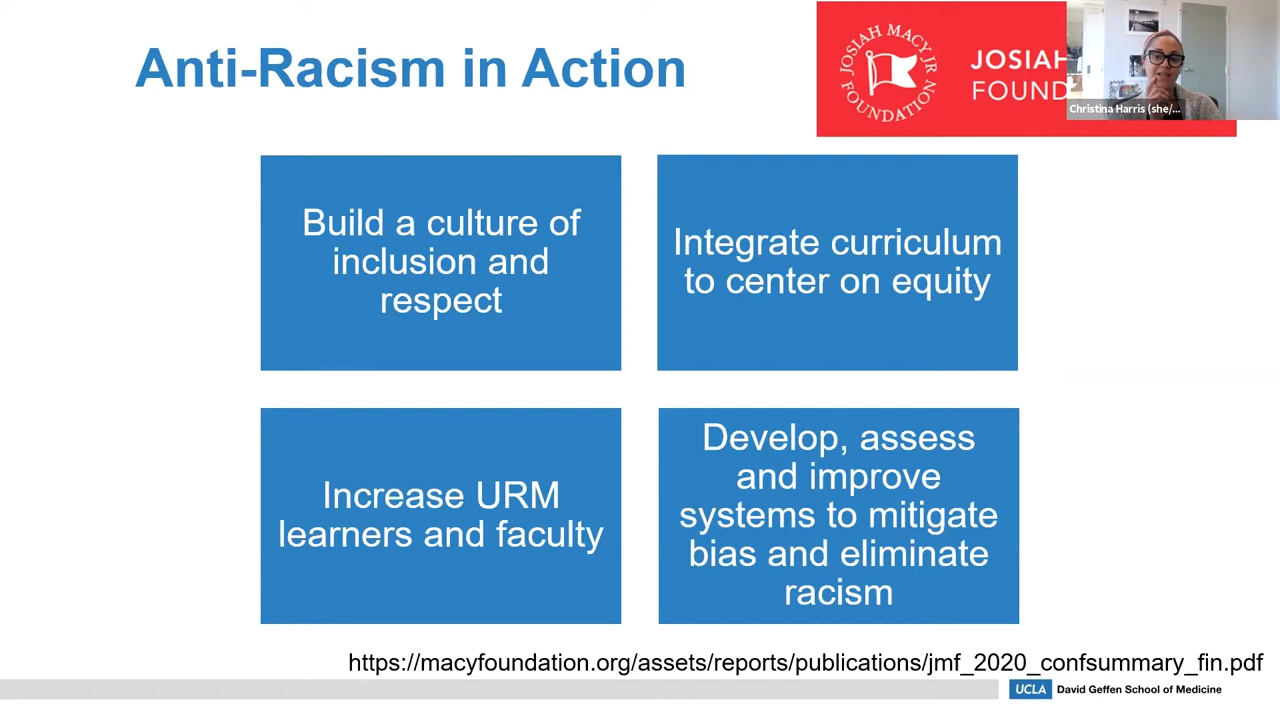 Anti-Racism in Action
JOSIAH MACY JR FOUNDATION
JOSIAH
FOUND
Christina Harris (she/...
Build a culture of
inclusion and
respect
Integrate curriculum
to center on equity
Increase URM
learners and faculty
Develop, assess
and improve
systems to mitigate
bias and eliminate
racism
https://macyfoundation.org/assets/reports/publications/jmf_2020_confsummary_fin.pdf
UCLA David Geffen School of Medicine